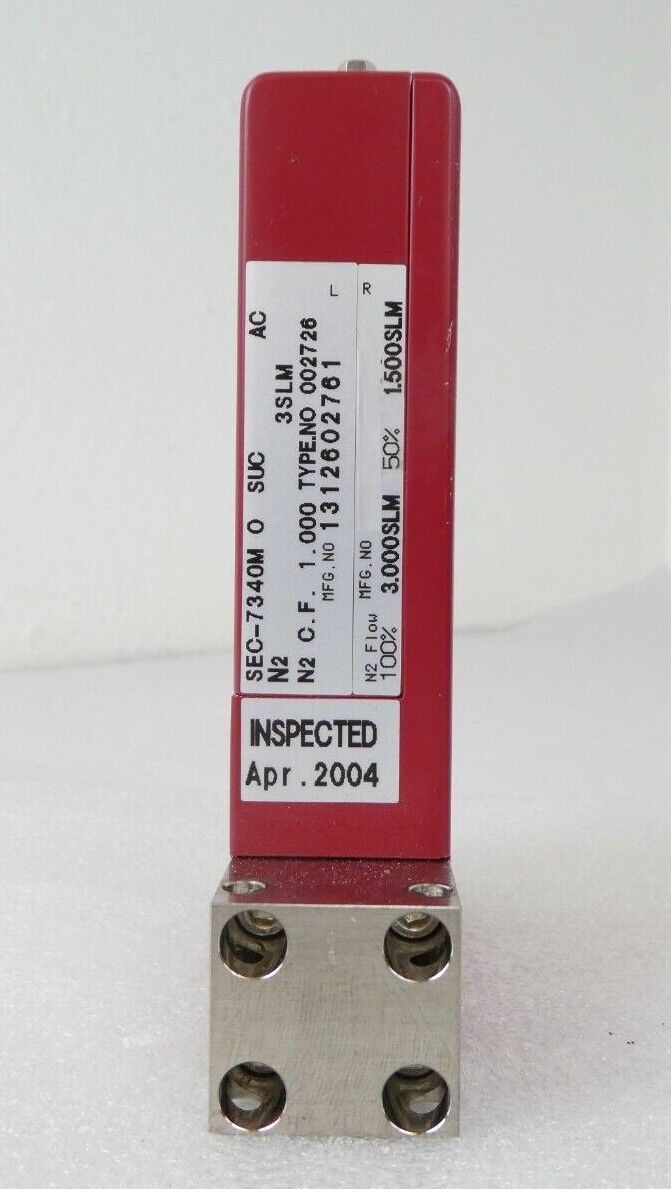 SEC-7340M O SUC AC
N2 3SLM
N2 C.F. 1.000 TYPE.NO 002726
MFG.NO 1312602761 L
N2 Flow MFG.NO R
100% 3.000SLM 50% 1.500SLM
INSPECTED
Apr.2004